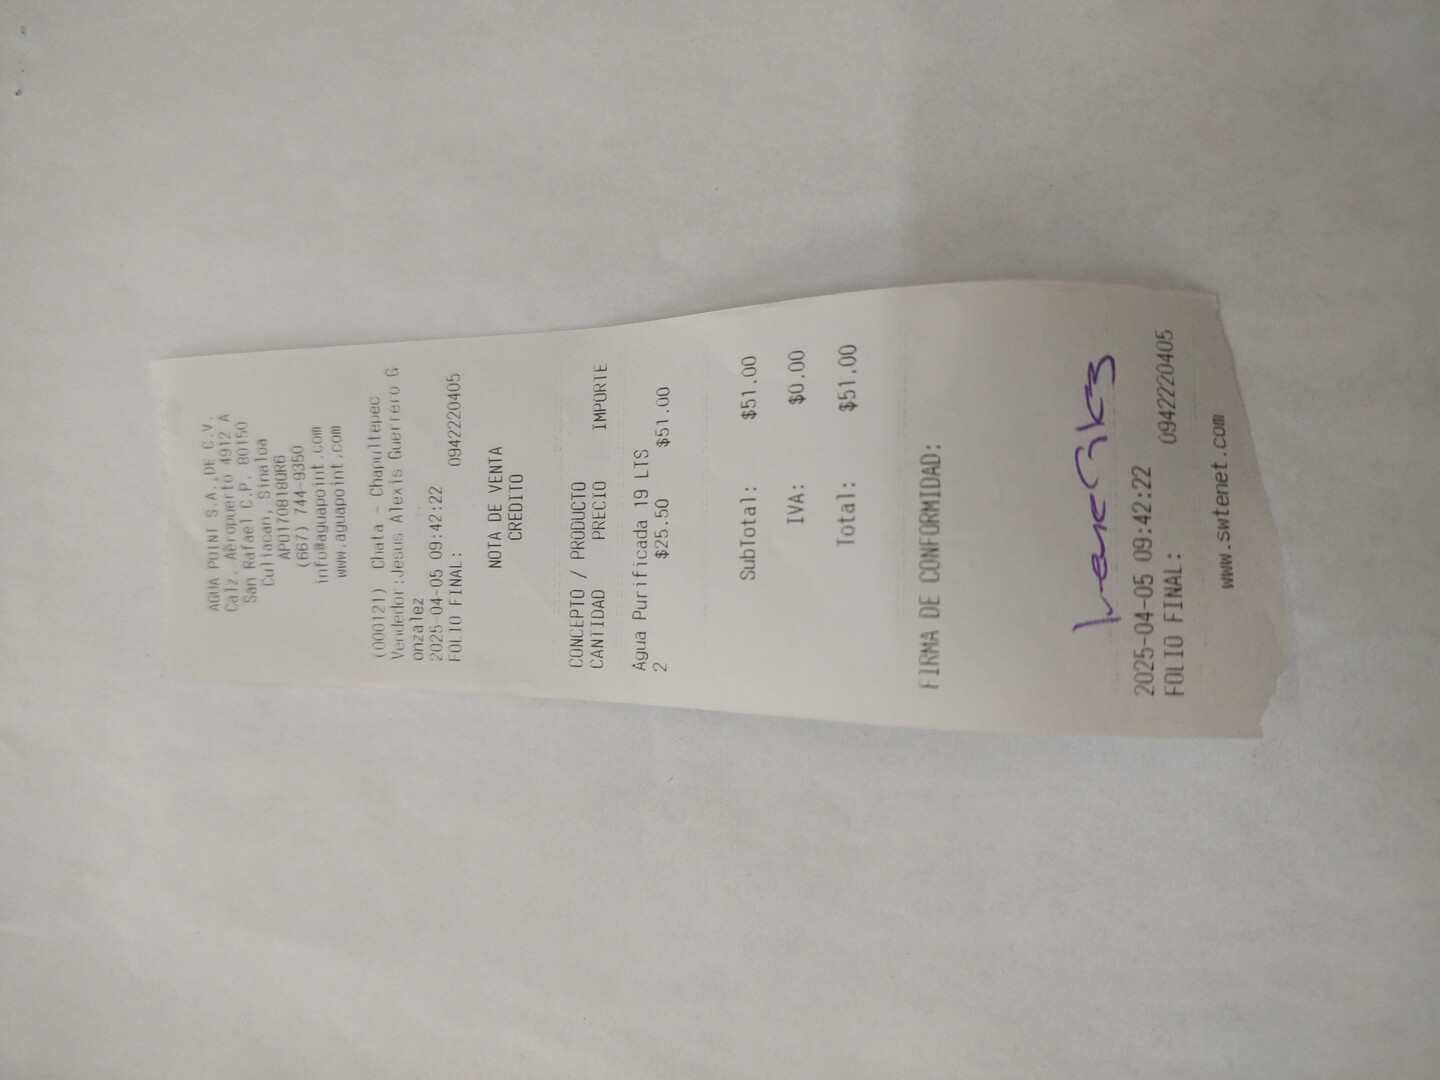 AGUA POINT S.A. DE C.V.
Calz. Aeropuerto 4912 A
San Rafael C.P. 80150
Culiacan, Sinaloa
APO170818QR6
(667) 744-9350
info@aguapoint.com
www.aguapoint.com
(000121) Chata - Chapultepec
Vendedor:Jesus Alexis Guerrero G
onzalez
2025-04-05 09:42:22
FOLIO FINAL: 0942220405
NOTA DE VENTA
CREDITO
CONCEPTO / PRODUCTO
CANTIDAD PRECIO IMPORTE
Agua Purificada 19 LTS
2 $25.50 $51.00
SubTotal: $51.00
IVA: $0.00
Total: $51.00
FIRMA DE CONFORMIDAD:
2025-04-05 09:42:22
FOLIO FINAL: 0942220405
www.swtenet.com